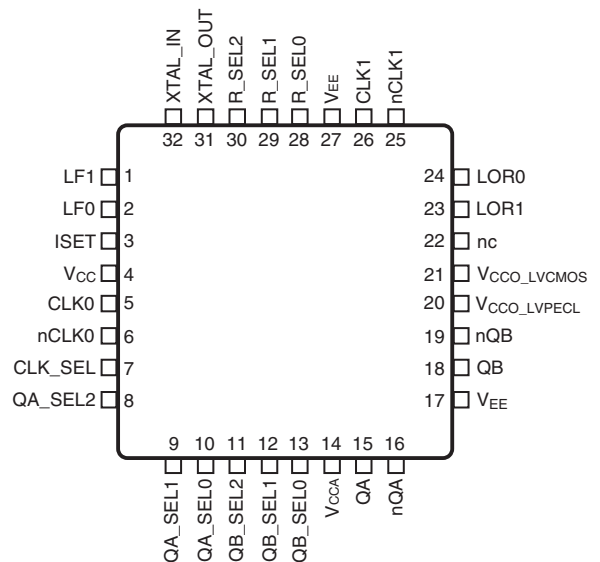 XTAL_IN
XTAL_OUT
R_SEL2
R_SEL1
R_SEL0
VEE
CLK1
nCLK1
32 31 30 29 28 27 26 25
LF1 1
LF0 2
ISET 3
VCC 4
CLK0 5
nCLK0 6
CLK_SEL 7
QA_SEL2 8
24 LOR0
23 LOR1
22 nc
21 VCCO_LVCMOS
20 VCCO_LVPECL
19 nQB
18 QB
17 VEE
9 10 11 12 13 14 15 16
QA_SEL1
QA_SEL0
QB_SEL2
QB_SEL1
QB_SEL0
VCCA
QA
nQA